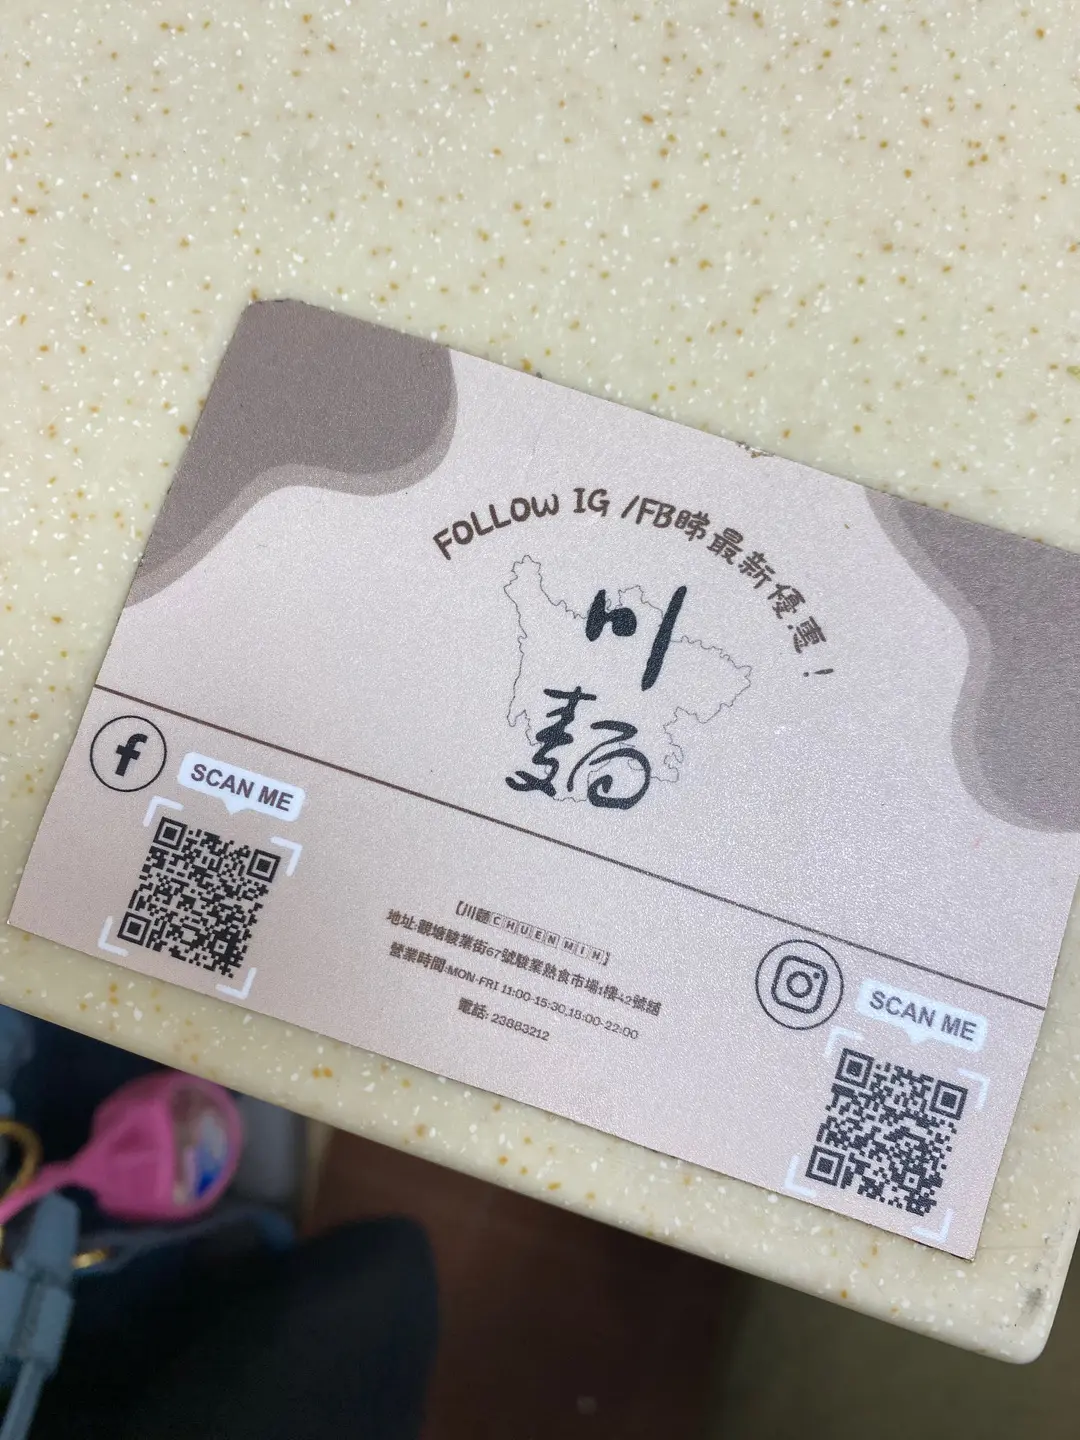 FOLLOW IG /FB睇最新優惠!
川
麵
SCAN ME
【川麵CHUEN MIN】
地址:觀塘駿業街67號駿業熟食市場1樓42號舖
營業時間:MON-FRI 11:00-15:30,18:00-22:00
電話: 23883212
SCAN ME